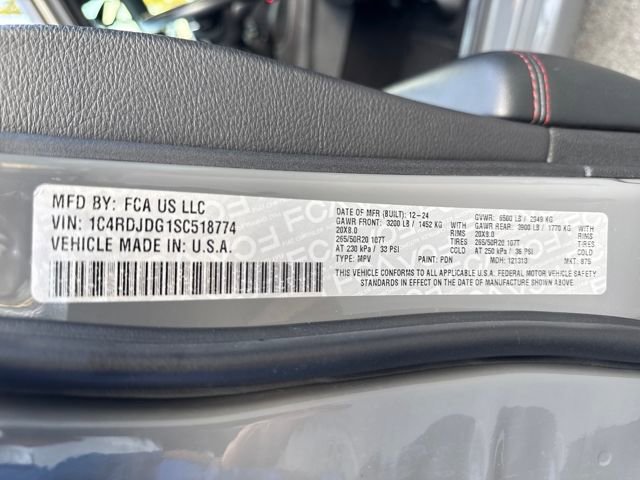 MFD BY: FCA US LLC
VIN: 1C4RDJDG1SC518774
VEHICLE MADE IN: U.S.A.
DATE OF MFR (BUILT): 12-24 GVWR: 6500 LB / 2949 KG
GAWR FRONT: 3200 LB / 1452 KG WITH GAWR REAR: 3900 LB / 1770 KG WITH
20X8.0 RIMS 20X8.0 RIMS
265/50R20 107T TIRES 265/50R20 107T TIRES
AT 230 kPa / 33 PSI COLD AT 250 kPa / 36 PSI COLD
TYPE: MPV PAINT: PDN MDH: 121313 MKT: 875
THIS VEHICLE CONFORMS TO ALL APPLICABLE U.S.A. FEDERAL MOTOR VEHICLE SAFETY
STANDARDS IN EFFECT ON THE DATE OF MANUFACTURE SHOWN ABOVE.